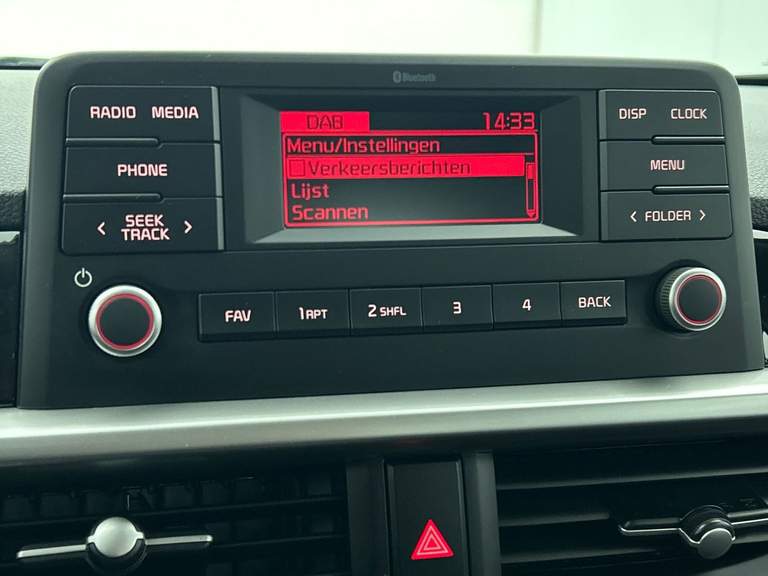 Bluetooth
RADIO MEDIA
PHONE
< SEEK TRACK >
DAB 14:33
Menu/Instellingen
Verkeersberichten
Lijst
Scannen
DISP CLOCK
MENU
< FOLDER >
FAV 1 RPT 2 SHFL 3 4 BACK